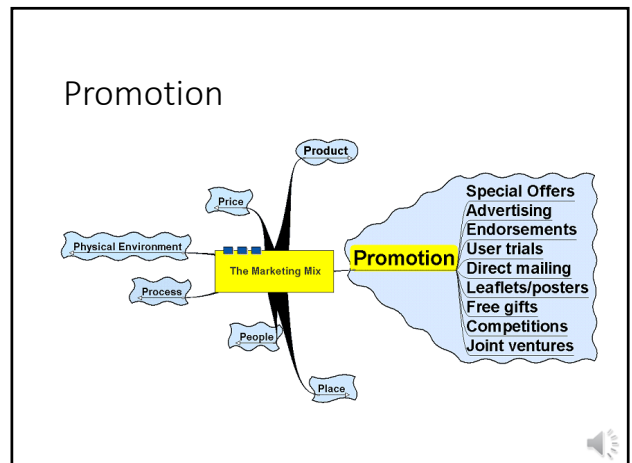 Promotion
Product
Price
Physical Environment
The Marketing Mix
Process
People
Place
Promotion
Special Offers
Advertising
Endorsements
User trials
Direct mailing
Leaflets/posters
Free gifts
Competitions
Joint ventures